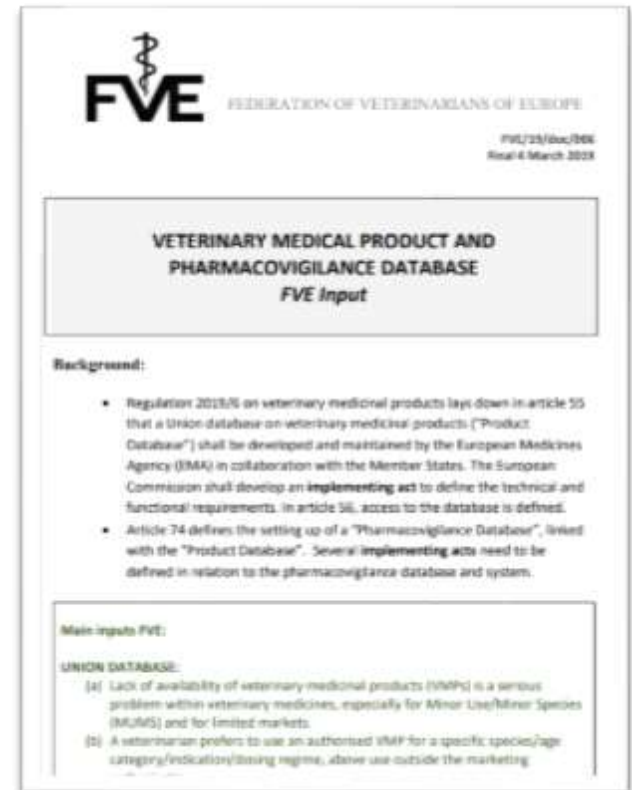 FVE
FEDERATION OF VETERINARIANS OF EUROPE
FVE/19/doc/006
Final 4 March 2019
VETERINARY MEDICAL PRODUCT AND
PHARMACOVIGILANCE DATABASE
FVE Input
Background:
• Regulation 2019/6 on veterinary medicinal products lays down in article 55
that a Union database on veterinary medicinal products ("Product
Database") shall be developed and maintained by the European Medicines
Agency (EMA) in collaboration with the Member States. The European
Commission shall develop an implementing act to define the technical and
functional requirements. In article 56, access to the database is defined.
• Article 74 defines the setting up of a "Pharmacovigilance Database", linked
with the "Product Database". Several implementing acts need to be
defined in relation to the pharmacovigilance database and system.
Main inputs FVE:
UNION DATABASE:
(a) Lack of availability of veterinary medicinal products (VMPs) is a serious
problem within veterinary medicines, especially for Minor Use/Minor Species
(MUMS) and for limited markets.
(b) A veterinarian prefers to use an authorised VMP for a specific species/age
category/indication/dosing regime, above use outside the marketing